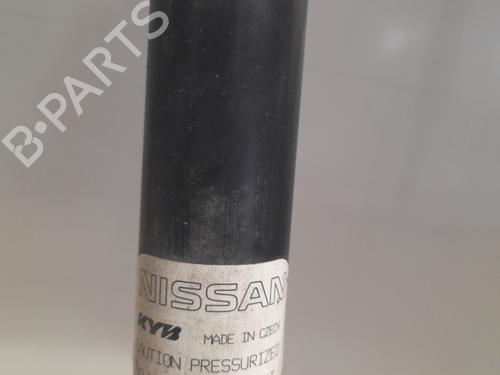 B-PARTS
NISSAN
KYB MADE IN CZECH
CAUTION PRESSURIZED